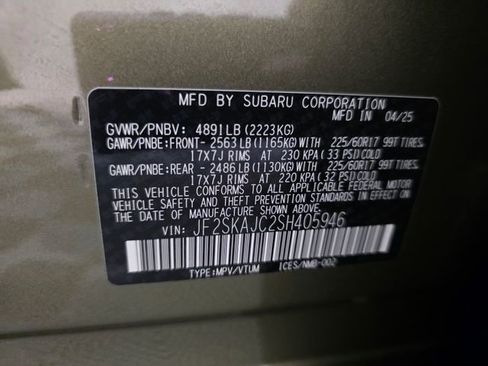 MFD BY SUBARU CORPORATION
MFD IN 04/25
GVWR/PNBV: 4891LB(2223KG)
GAWR/PNBE:FRONT- 2563LB(1165KG)WITH 225/60R17 99T TIRES,
17X7J RIMS AT 230 KPA(33 PSI)COLD
GAWR/PNBE:REAR - 2486LB(1130KG)WITH 225/60R17 99T TIRES,
17X7J RIMS AT 220 KPA(32 PSI)COLD
THIS VEHICLE CONFORMS TO ALL APPLICABLE FEDERAL MOTOR
VEHICLE SAFETY AND THEFT PREVENTION STANDARDS IN EFFECT ON
THE DATE OF MANUFACTURE SHOWN ABOVE.
VIN: JF2SKAJC2SH405946
TYPE:MPV/VTUM ICES/NMB-002